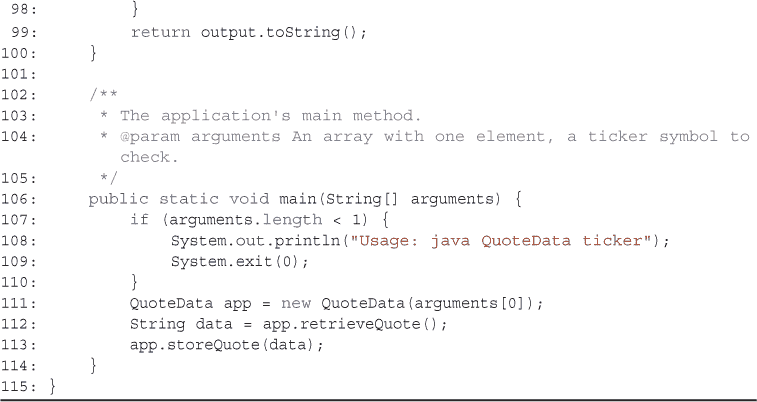 98:         }
99:         return output.toString();
100:     }
101:
102:     /**
103:      * The application's main method.
104:      * @param arguments An array with one element, a ticker symbol to
           check.
105:      */
106:     public static void main(String[] arguments) {
107:         if (arguments.length < 1) {
108:             System.out.println("Usage: java QuoteData ticker");
109:             System.exit(0);
110:         }
111:         QuoteData app = new QuoteData(arguments[0]);
112:         String data = app.retrieveQuote();
113:         app.storeQuote(data);
114:     }
115: }